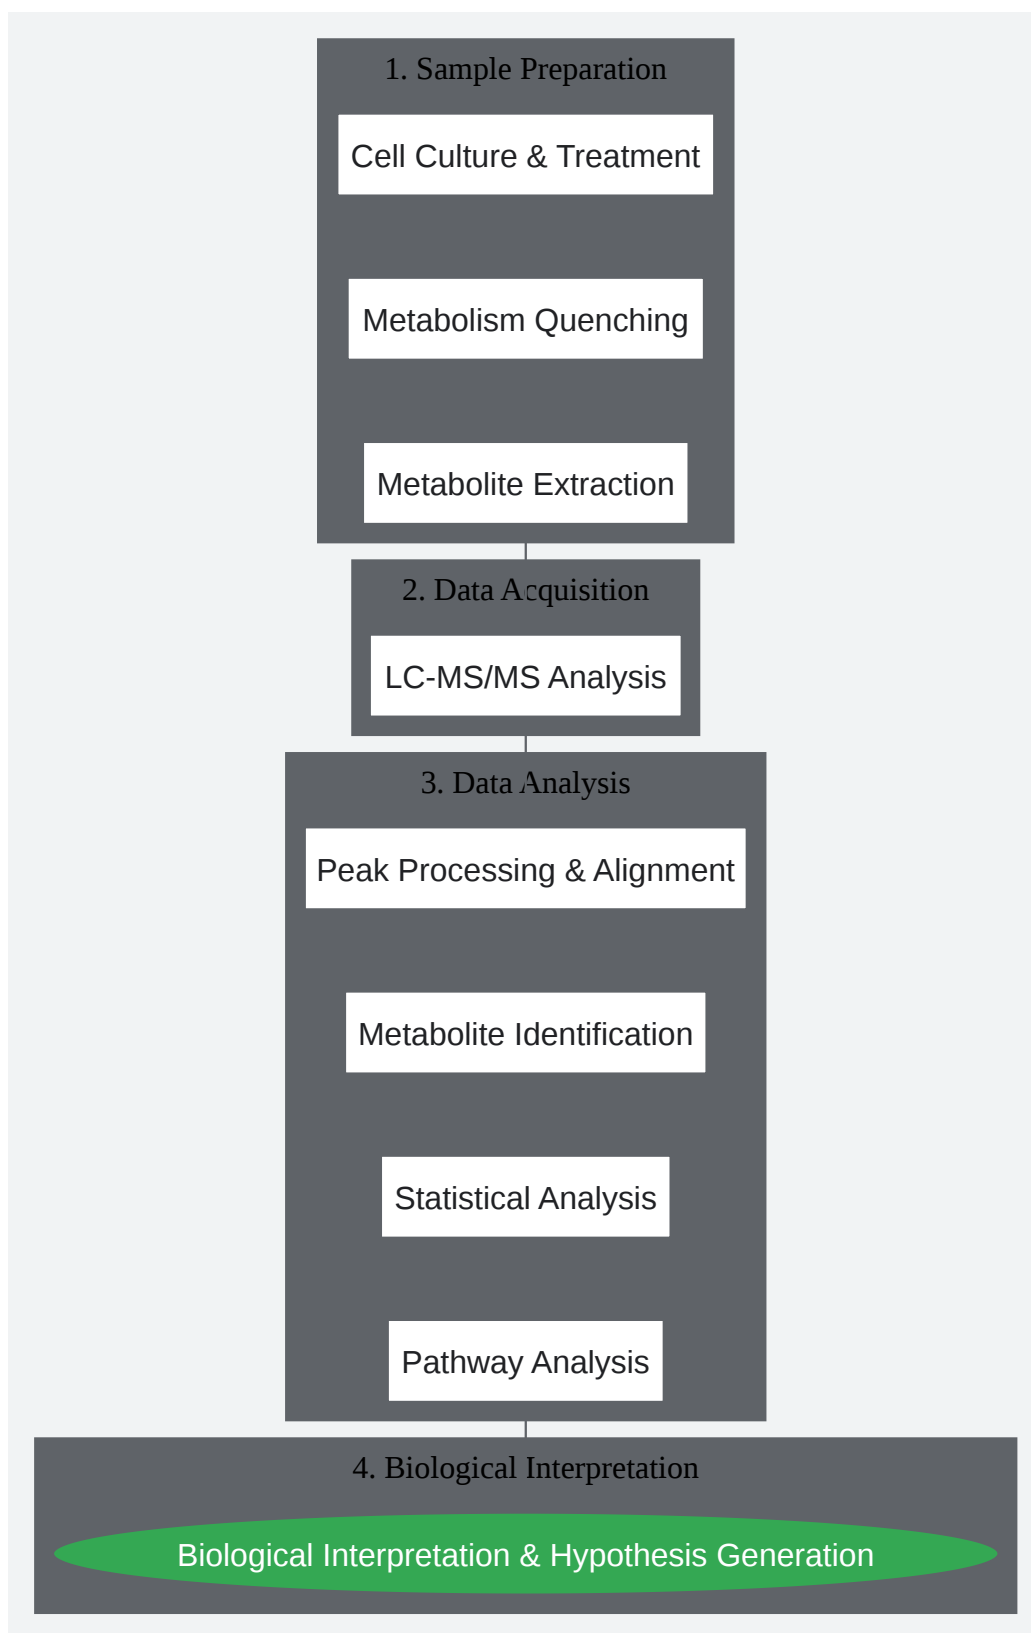 1. Sample Preparation
Cell Culture & Treatment
Metabolism Quenching
Metabolite Extraction
2. Data Acquisition
LC-MS/MS Analysis
3. Data Analysis
Peak Processing & Alignment
Metabolite Identification
Statistical Analysis
Pathway Analysis
4. Biological Interpretation
Biological Interpretation & Hypothesis Generation